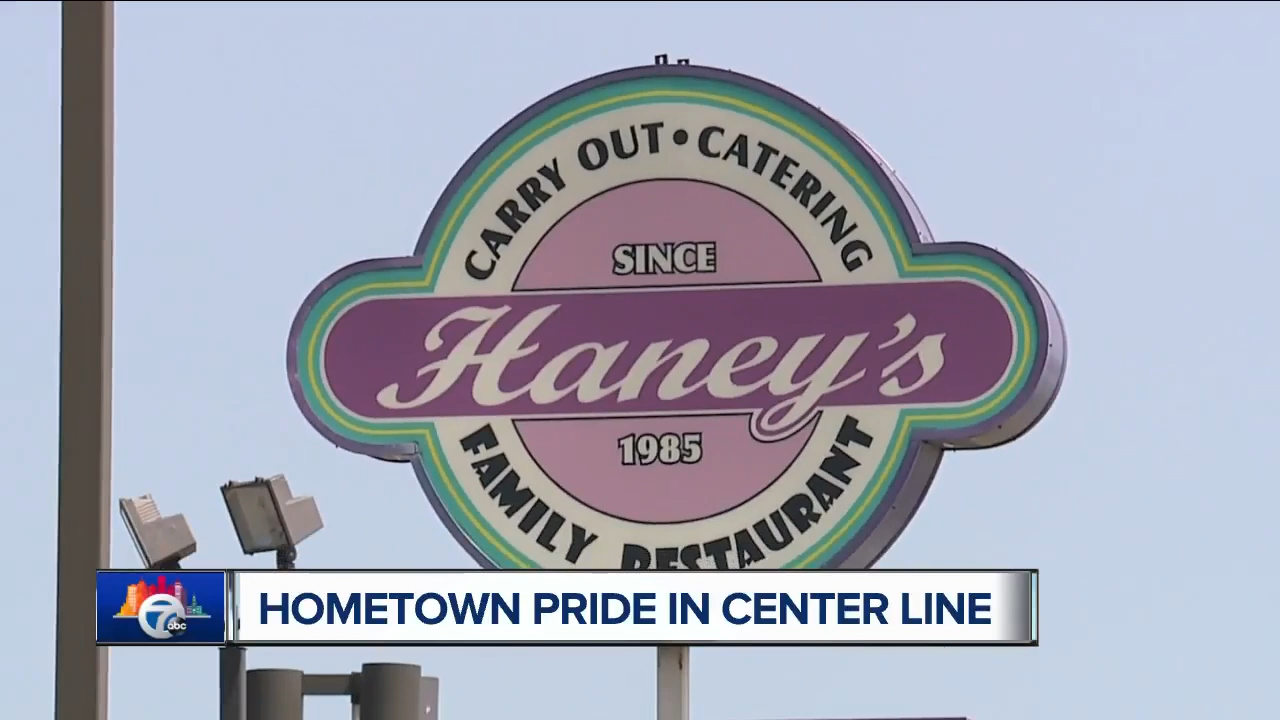 CARRY OUT • CATERING
SINCE
Haney's
1985
FAMILY RESTAURANT
7 abc
HOMETOWN PRIDE IN CENTER LINE